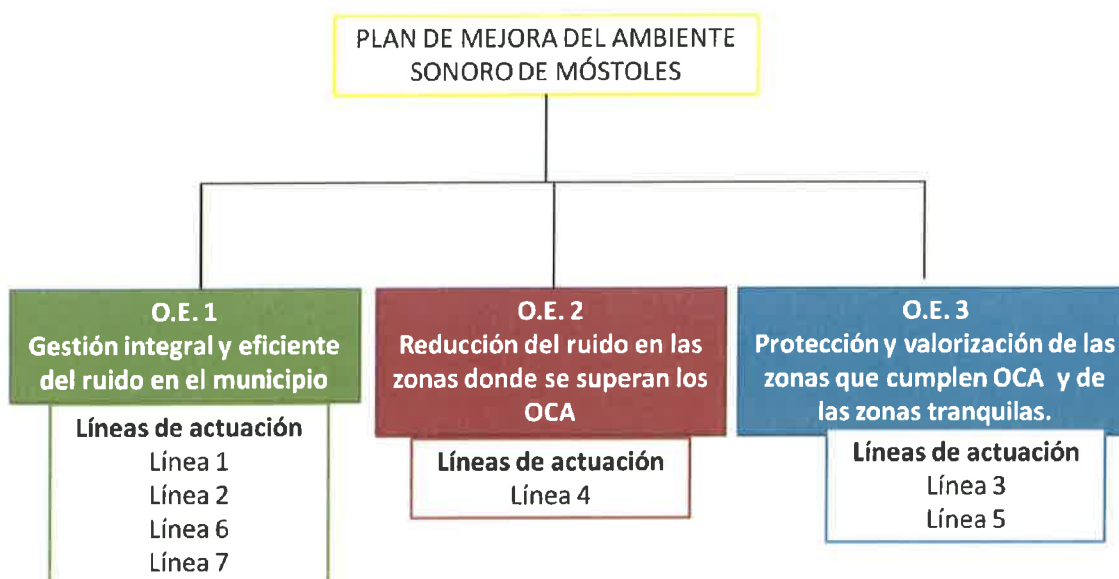 PLAN DE MEJORA DEL AMBIENTE
SONORO DE MÓSTOLES
O.E. 1
Gestión integral y eficiente
del ruido en el municipio
Líneas de actuación
Línea 1
Línea 2
Línea 6
Línea 7
O.E. 2
Reducción del ruido en las
zonas donde se superan los
OCA
Líneas de actuación
Línea 4
O.E. 3
Protección y valorización de las
zonas que cumplen OCA y de
las zonas tranquilas.
Líneas de actuación
Línea 3
Línea 5